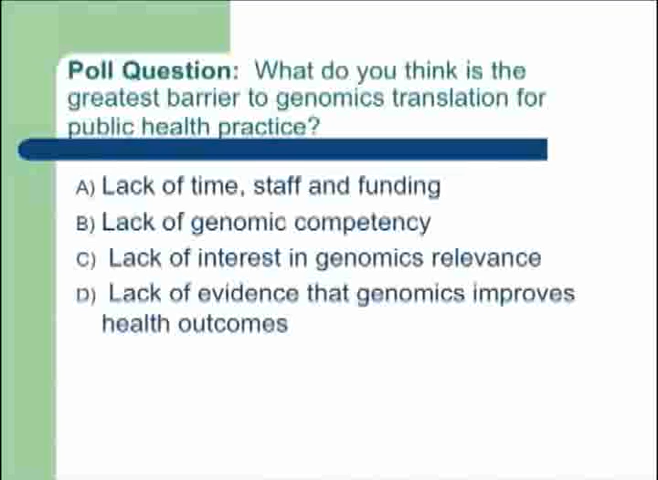 Poll Question: What do you think is the
greatest barrier to genomics translation for
public health practice?
A) Lack of time, staff and funding
B) Lack of genomic competency
C) Lack of interest in genomics relevance
D) Lack of evidence that genomics improves
health outcomes